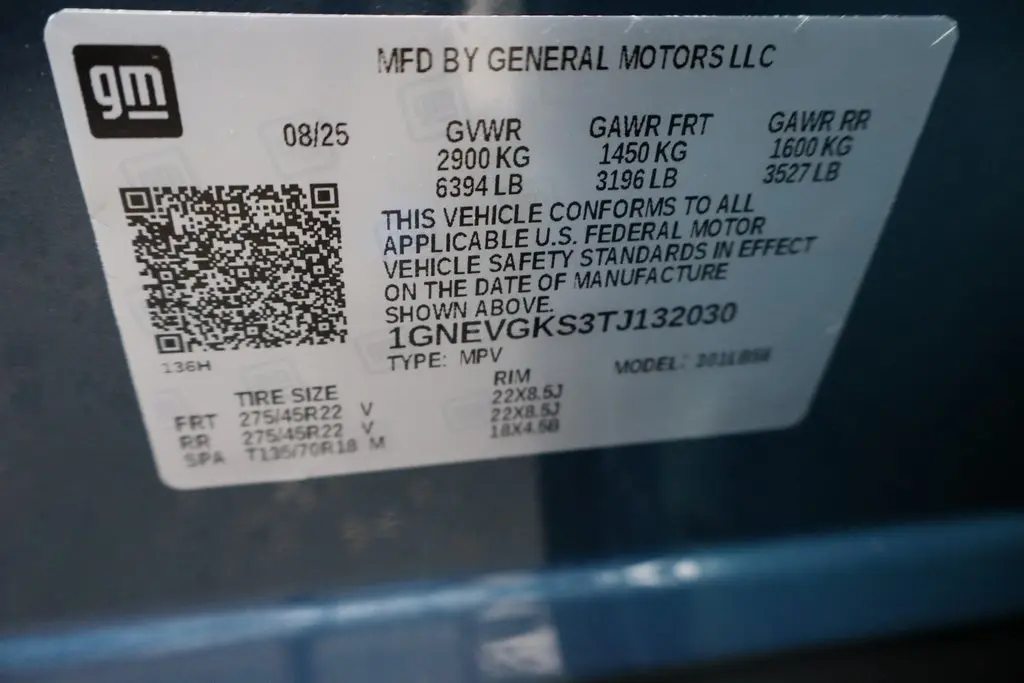 gm
MFD BY GENERAL MOTORS LLC
08/25 GVWR GAWR FRT GAWR RR
2900 KG 1450 KG 1600 KG
6394 LB 3196 LB 3527 LB
THIS VEHICLE CONFORMS TO ALL
APPLICABLE U.S. FEDERAL MOTOR
VEHICLE SAFETY STANDARDS IN EFFECT
ON THE DATE OF MANUFACTURE
SHOWN ABOVE.
1GNEVGKS3TJ132030
136H
TYPE: MPV MODEL:
TIRE SIZE RIM
FRT 275/45R22 V 22X8.5J
RR 275/45R22 V 22X8.5J
SPA T135/70R18 M 18X4.5B